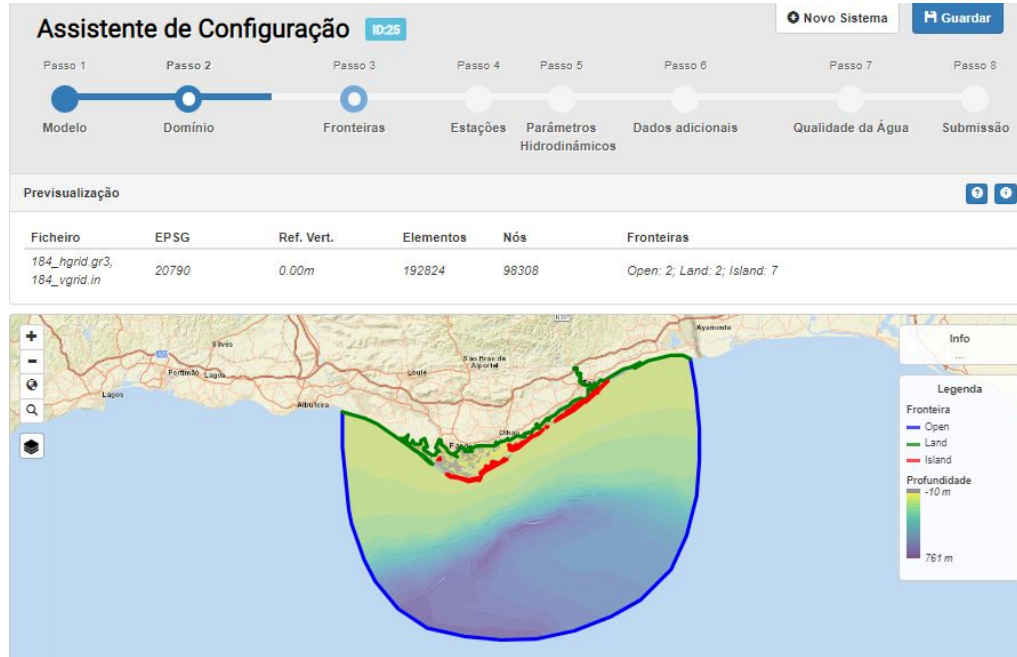 Assistente de Configuração ID:25
Novo Sistema
Guardar
Passo 1 Passo 2 Passo 3 Passo 4 Passo 5 Passo 6 Passo 7 Passo 8
Modelo Domínio Fronteiras Estações Parâmetros Dados adicionais Qualidade da Água Submissão
Hidrodinâmicos
Previsualização
Ficheiro EPSG Ref. Vert. Elementos Nós Fronteiras
184_hgrid.gr3,
184_vgrid.in
20790 0.00m 192824 98308 Open: 2; Land: 2; Island: 7
Ayamonte
Silves
Sao Bras de
Alportel
Portimão Lagoa
Loulé
Lagos
Albufeira
Olhao
Faro
Info
...
Legenda
Fronteira
Open
Land
Island
Profundidade
-10 m
761 m